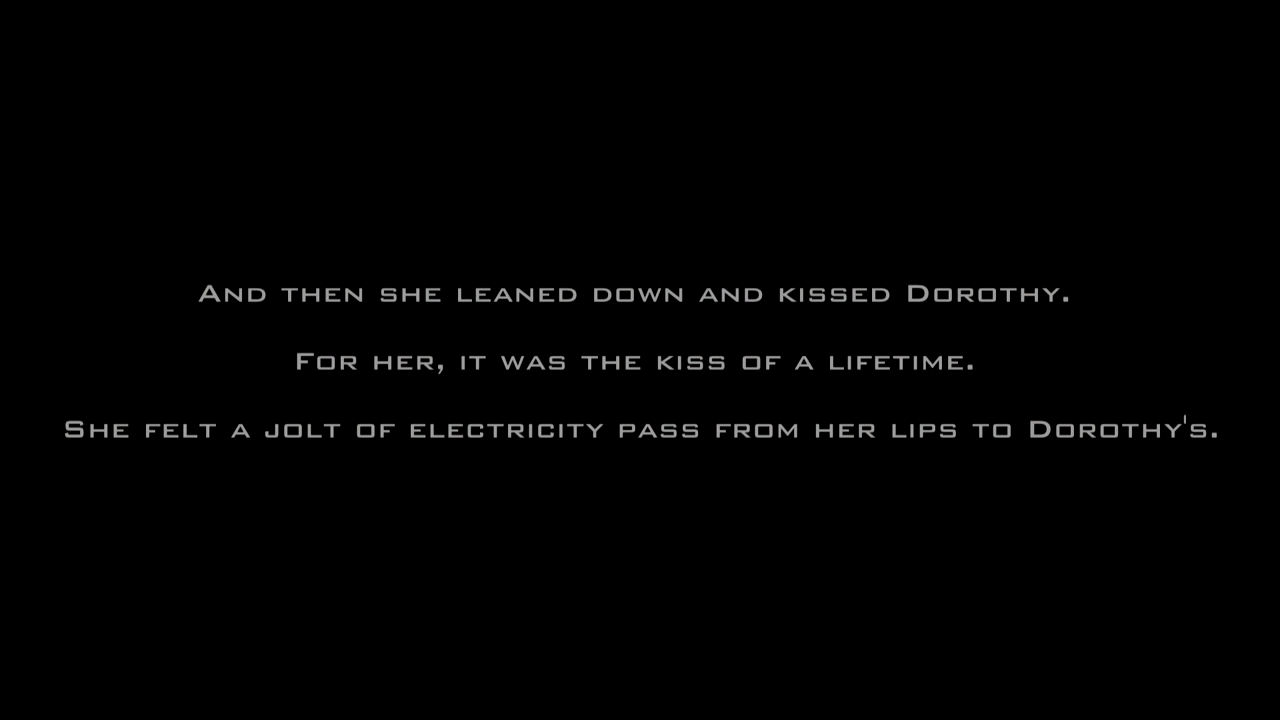 And then she leaned down and kissed Dorothy.
For her, it was the kiss of a lifetime.
She felt a jolt of electricity pass from her lips to Dorothy's.